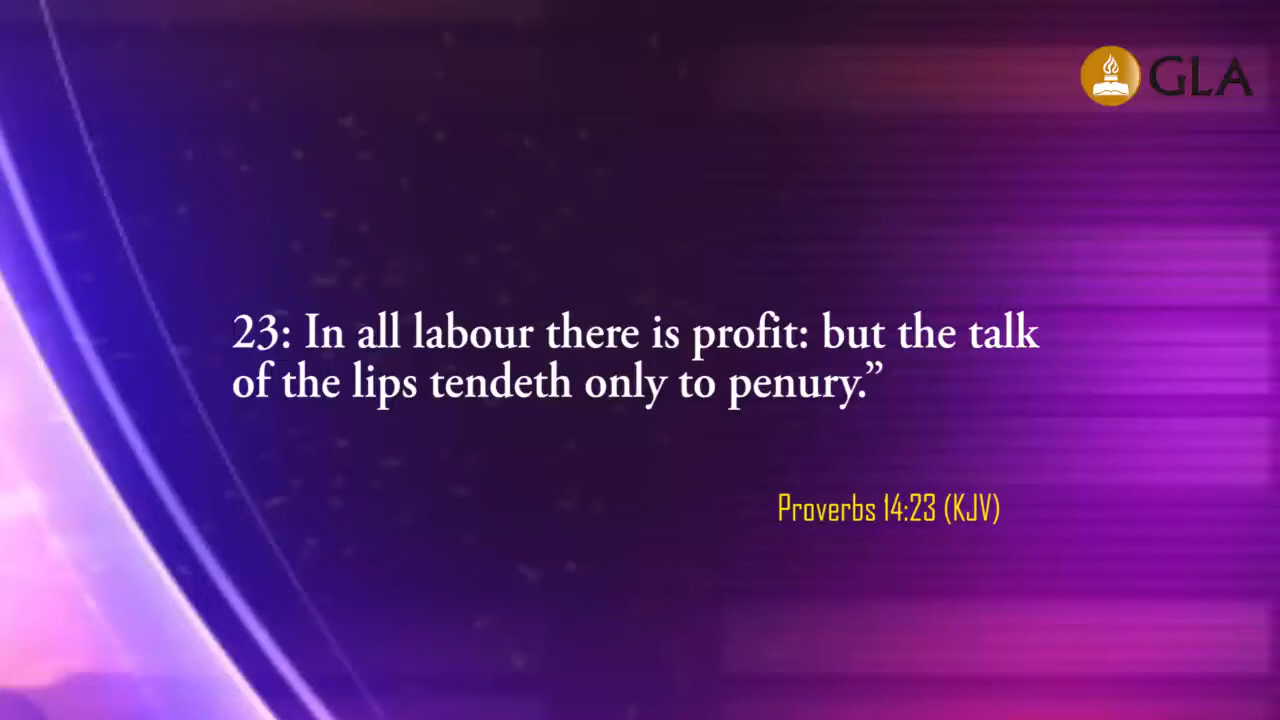 GLA
23: In all labour there is profit: but the talk
of the lips tendeth only to penury.”
Proverbs 14:23 (KJV)